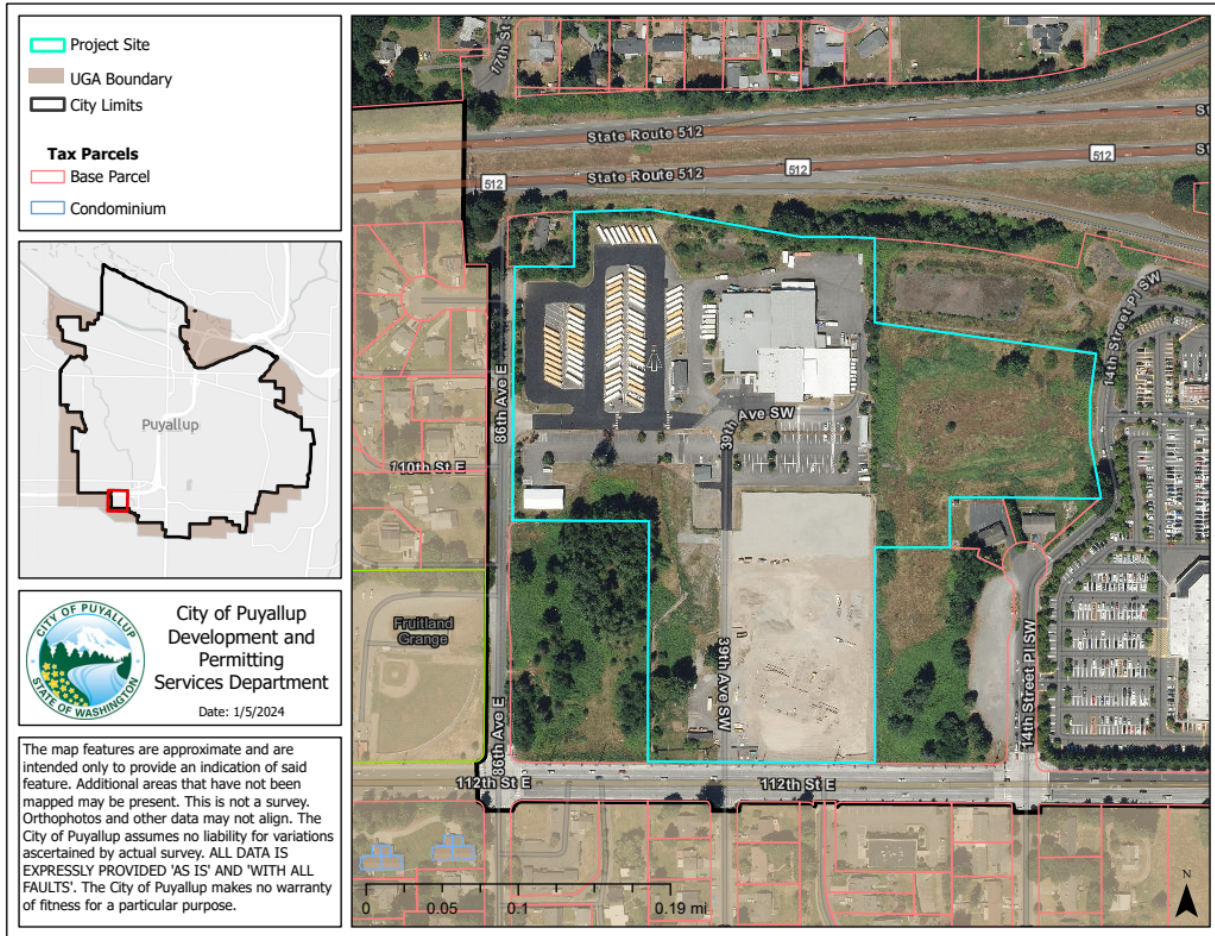 Project Site
UGA Boundary
City Limits
Tax Parcels
Base Parcel
Condominium
Puyallup
CITY OF PUYALLUP
STATE OF WASHINGTON
City of Puyallup
Development and
Permitting
Services Department
Date: 1/5/2024
The map features are approximate and are
intended only to provide an indication of said
feature. Additional areas that have not been
mapped may be present. This is not a survey.
Orthophotos and other data may not align. The
City of Puyallup assumes no liability for variations
ascertained by actual survey. ALL DATA IS
EXPRESSLY PROVIDED 'AS IS' AND 'WITH ALL
FAULTS'. The City of Puyallup makes no warranty
of fitness for a particular purpose.
17th St
State Route 512
St
512
512
512
State Route 512
St
14th Street Pl SW
86th Ave E
39th Ave SW
110th St E
Fruitland
Grange
39th Ave SW
14th Street Pl SW
86th Ave E
112th St E
112th St E
0
0.05
0.1
0.19 mi
N